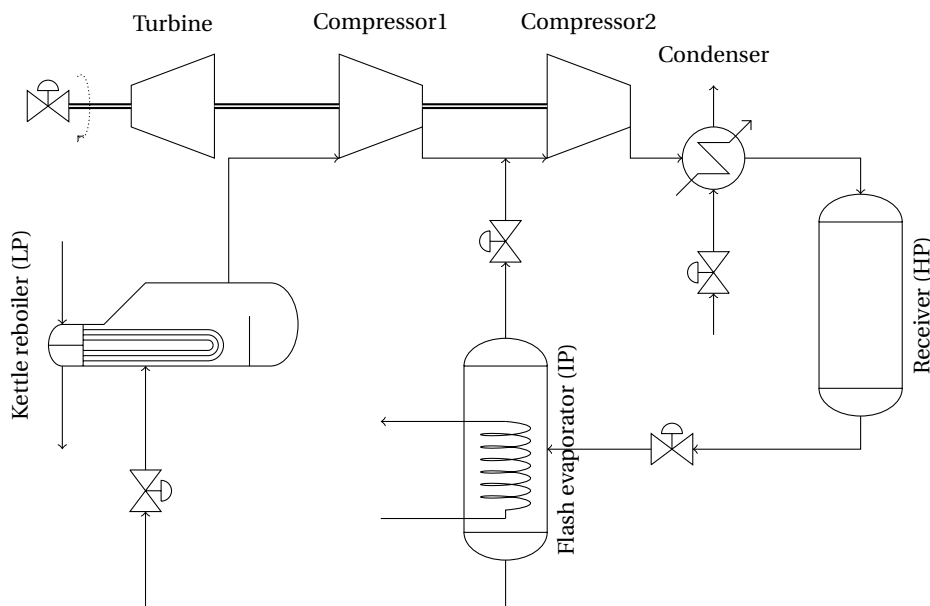 Turbine
Compressor1
Compressor2
Condenser
Kettle reboiler (LP)
Flash evaporator (IP)
Receiver (HP)